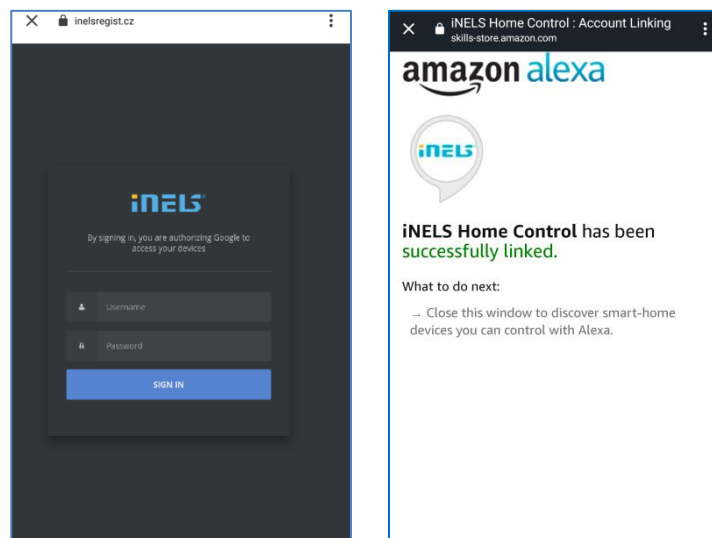 inelsregist.cz
iNELS
By signing in, you are authorizing Google to
access your devices
Username
Password
SIGN IN
iNELS Home Control : Account Linking
skills-store.amazon.com
amazon alexa
iNELS
iNELS Home Control has been
successfully linked.
What to do next:
→ Close this window to discover smart-home
devices you can control with Alexa.